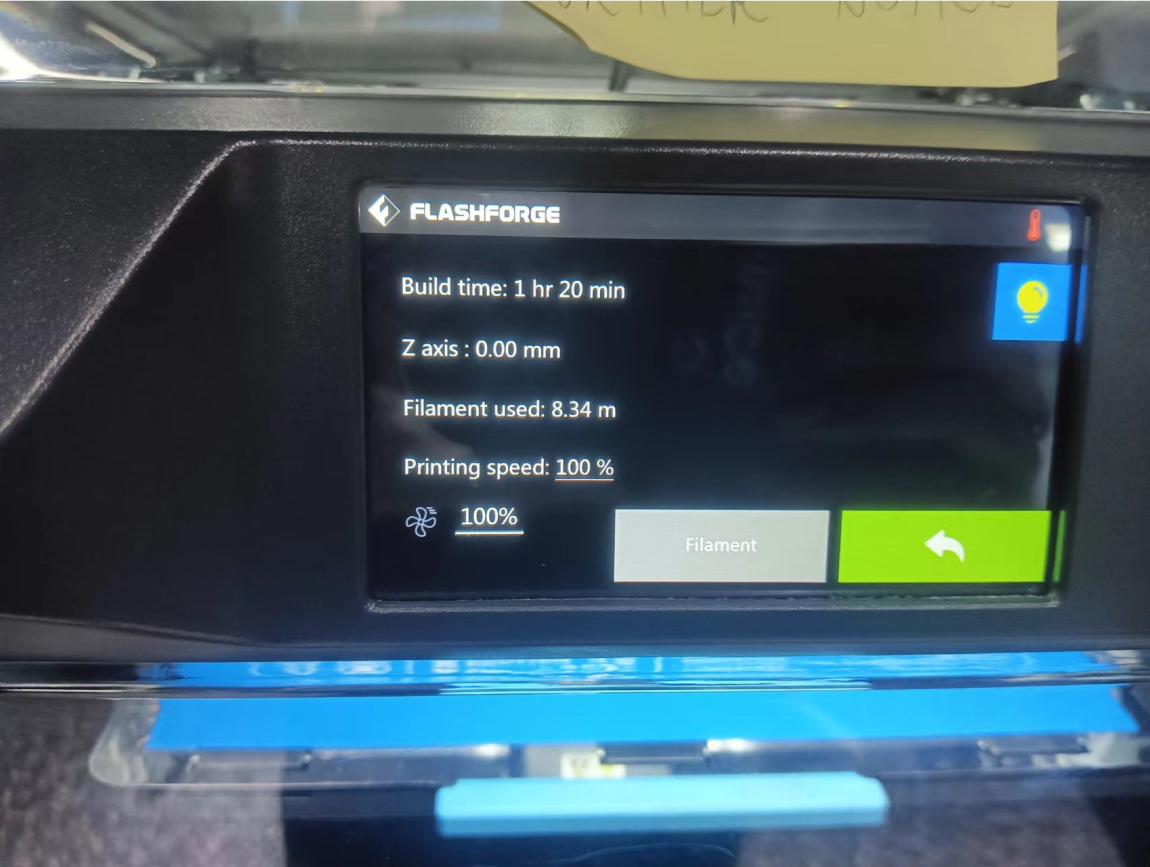 NOTICE
FLASHFORGE
Build time: 1 hr 20 min
Z axis : 0.00 mm
Filament used: 8.34 m
Printing speed: 100 %
100%
Filament